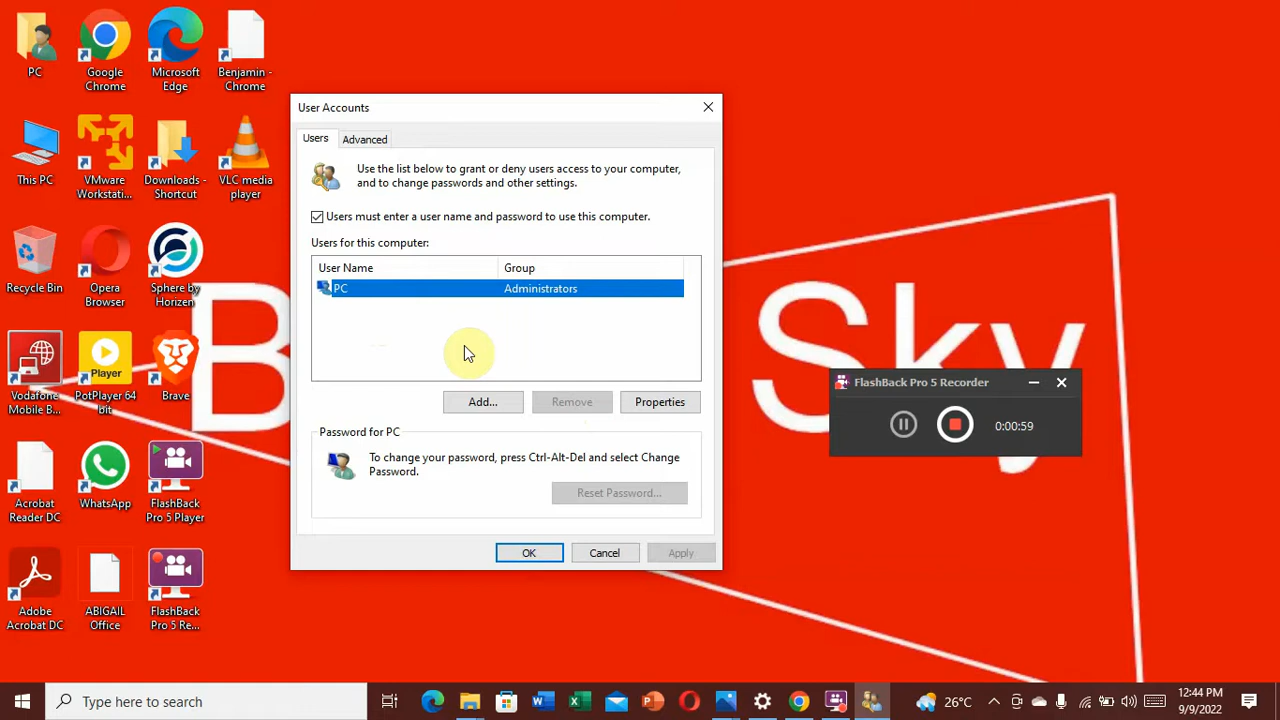 PC
Google
Chrome
Microsoft
Edge
Benjamin -
Chrome
This PC
VMware
Workstati...
Downloads -
Shortcut
VLC media
player
Recycle Bin
Opera
Browser
Sphere by
Horizen
Vodafone
Mobile B...
Player
PotPlayer 64
bit
Brave
Acrobat
Reader DC
WhatsApp
FlashBack
Pro 5 Player
Adobe
Acrobat DC
ABIGAIL
Office
FlashBack
Pro 5 Re...
User Accounts
Users
Advanced
Use the list below to grant or deny users access to your computer,
and to change passwords and other settings.
Users must enter a user name and password to use this computer.
Users for this computer:
User Name Group
PC Administrators
Add...
Remove
Properties
Password for PC
To change your password, press Ctrl-Alt-Del and select Change
Password.
Reset Password...
OK
Cancel
Apply
B
Sky
FlashBack Pro 5 Recorder
0:00:59
Type here to search
26°C
12:44 PM
9/9/2022